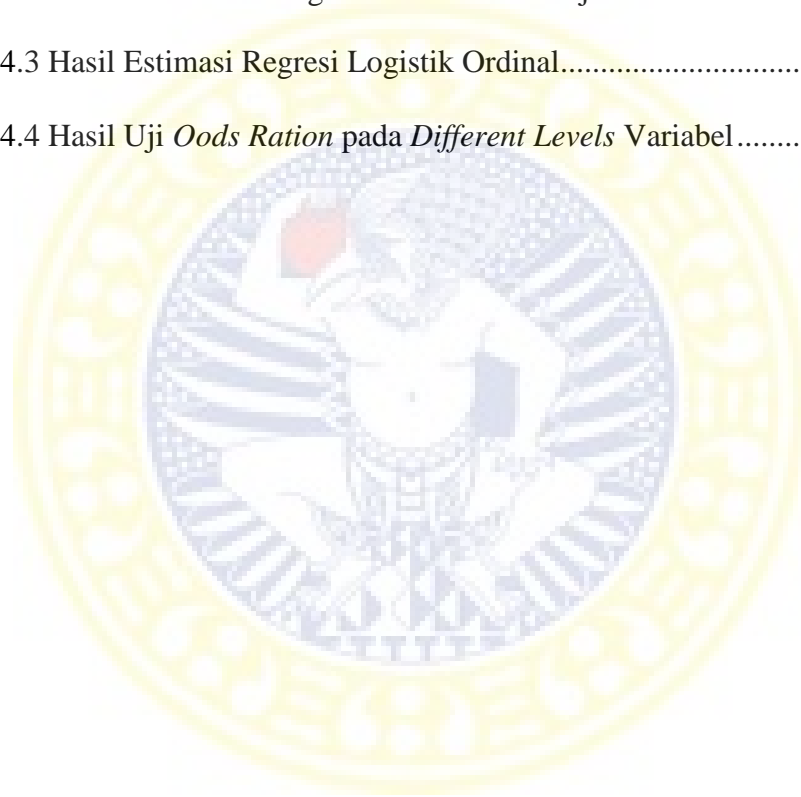 4.3 Hasil Estimasi Regresi Logistik Ordinal..............................
4.4 Hasil Uji Oods Ration pada Different Levels Variabel........